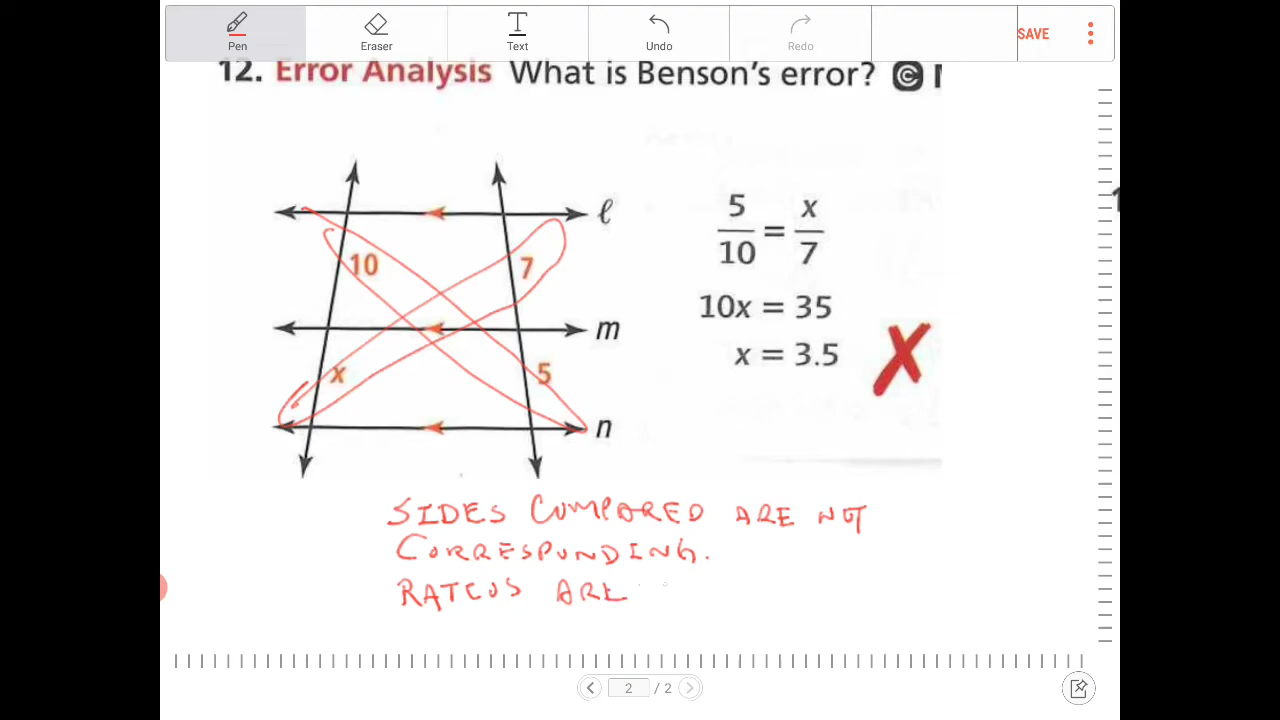 Pen
Eraser
Text
Undo
Redo
SAVE
12. Error Analysis What is Benson's error?
ℓ
10
7
m
x
5
n
5/10 = x/7
10x = 35
x = 3.5
✗
SIDES COMPARED ARE NOT
CORRESPONDING.
RATIOS ARE
2 / 2